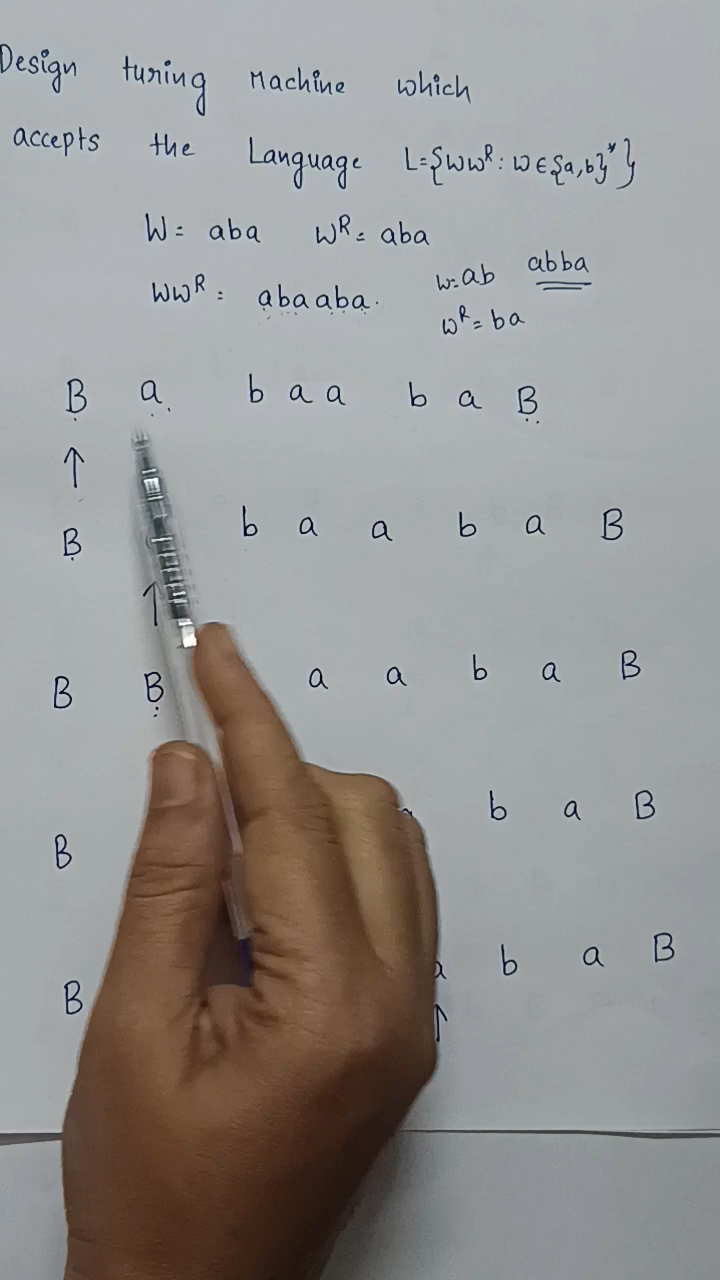 Design turing Machine which
accepts the Language L={WWᴿ : W∈{a,b}*}
W= aba Wᴿ= aba
WWᴿ= abaaba.
w=ab abba
wᴿ=ba
B a b a a b a B
↑
B b a a b a B
↑
B B a a b a B
B b a B
B a b a B
↑